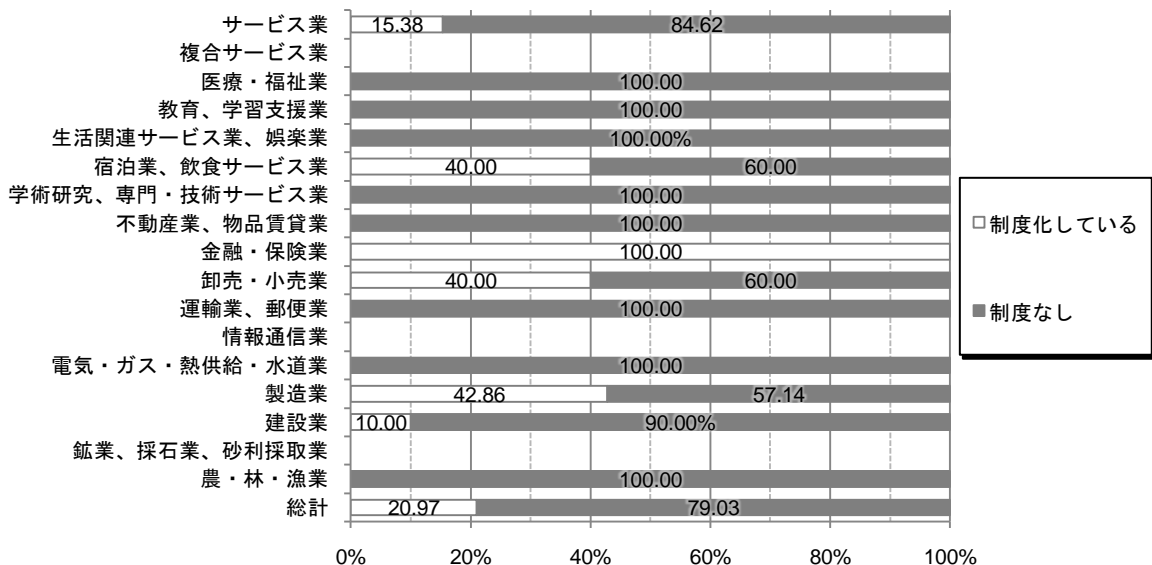 サービス業 15.38 84.62
複合サービス業
医療・福祉業 100.00
教育、学習支援業 100.00
生活関連サービス業、娯楽業 100.00%
宿泊業、飲食サービス業 40.00 60.00
学術研究、専門・技術サービス業 100.00
不動産業、物品賃貸業 100.00
金融・保険業 100.00
卸売・小売業 40.00 60.00
運輸業、郵便業 100.00
情報通信業
電気・ガス・熱供給・水道業 100.00
製造業 42.86 57.14
建設業 10.00 90.00%
鉱業、採石業、砂利採取業
農・林・漁業 100.00
総計 20.97 79.03
0% 20% 40% 60% 80% 100%
制度化している
制度なし